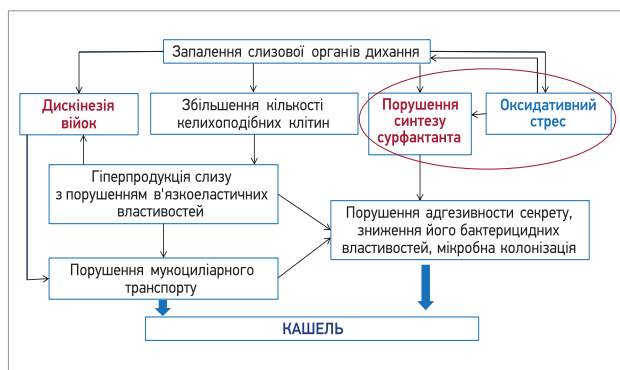 Запалення слизової органів дихання
Дискінезія
війок
Збільшення кількості
келихоподібних клітин
Порушення
синтезу
сурфактанта
Оксидативний
стрес
Гіперпродукція слизу
з порушенням в'язкоеластичних
властивостей
Порушення адгезивности секрету,
зниження його бактерицидних
властивостей, мікробна колонізація
Порушення мукоциліарного
транспорту
КАШЕЛЬ